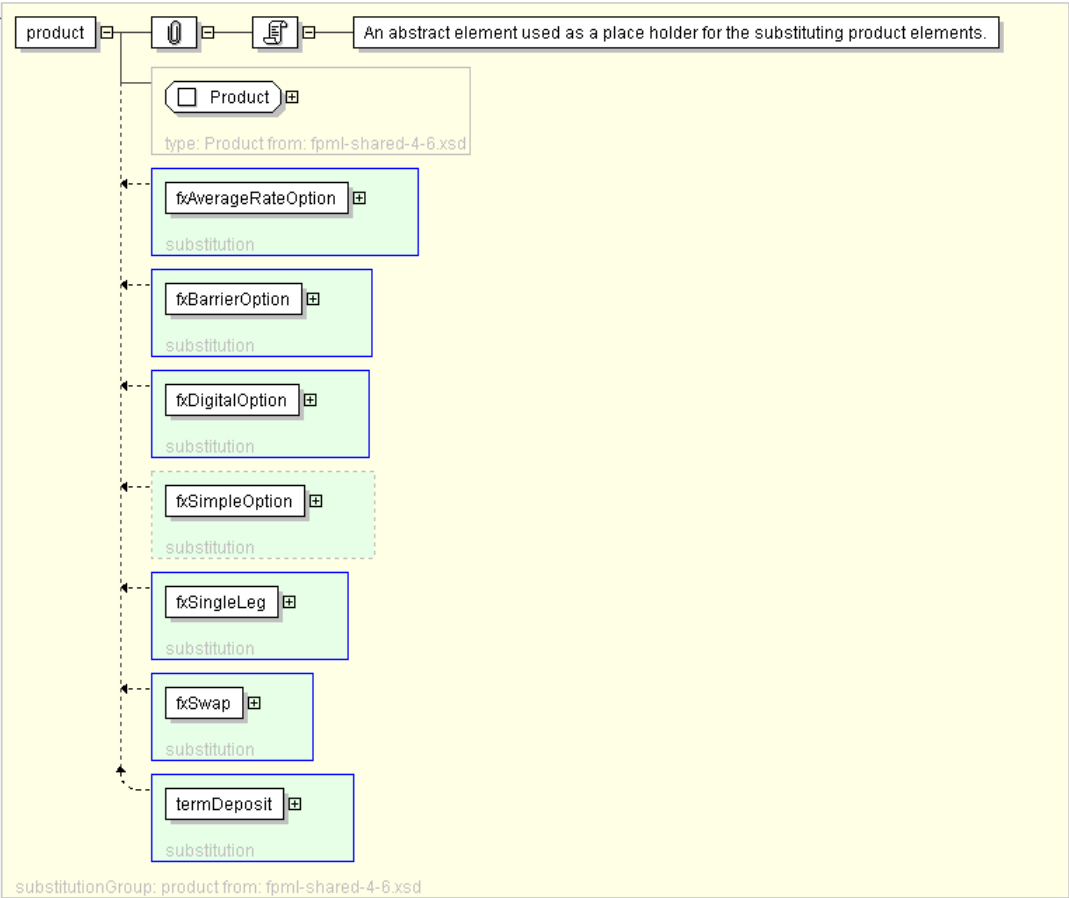 product
An abstract element used as a place holder for the substituting product elements.
Product
type: Product from: fpml-shared-4-6.xsd
fxAverageRateOption
substitution
fxBarrierOption
substitution
fxDigitalOption
substitution
fxSimpleOption
substitution
fxSingleLeg
substitution
fxSwap
substitution
termDeposit
substitution
substitutionGroup: product from: fpml-shared-4-6.xsd